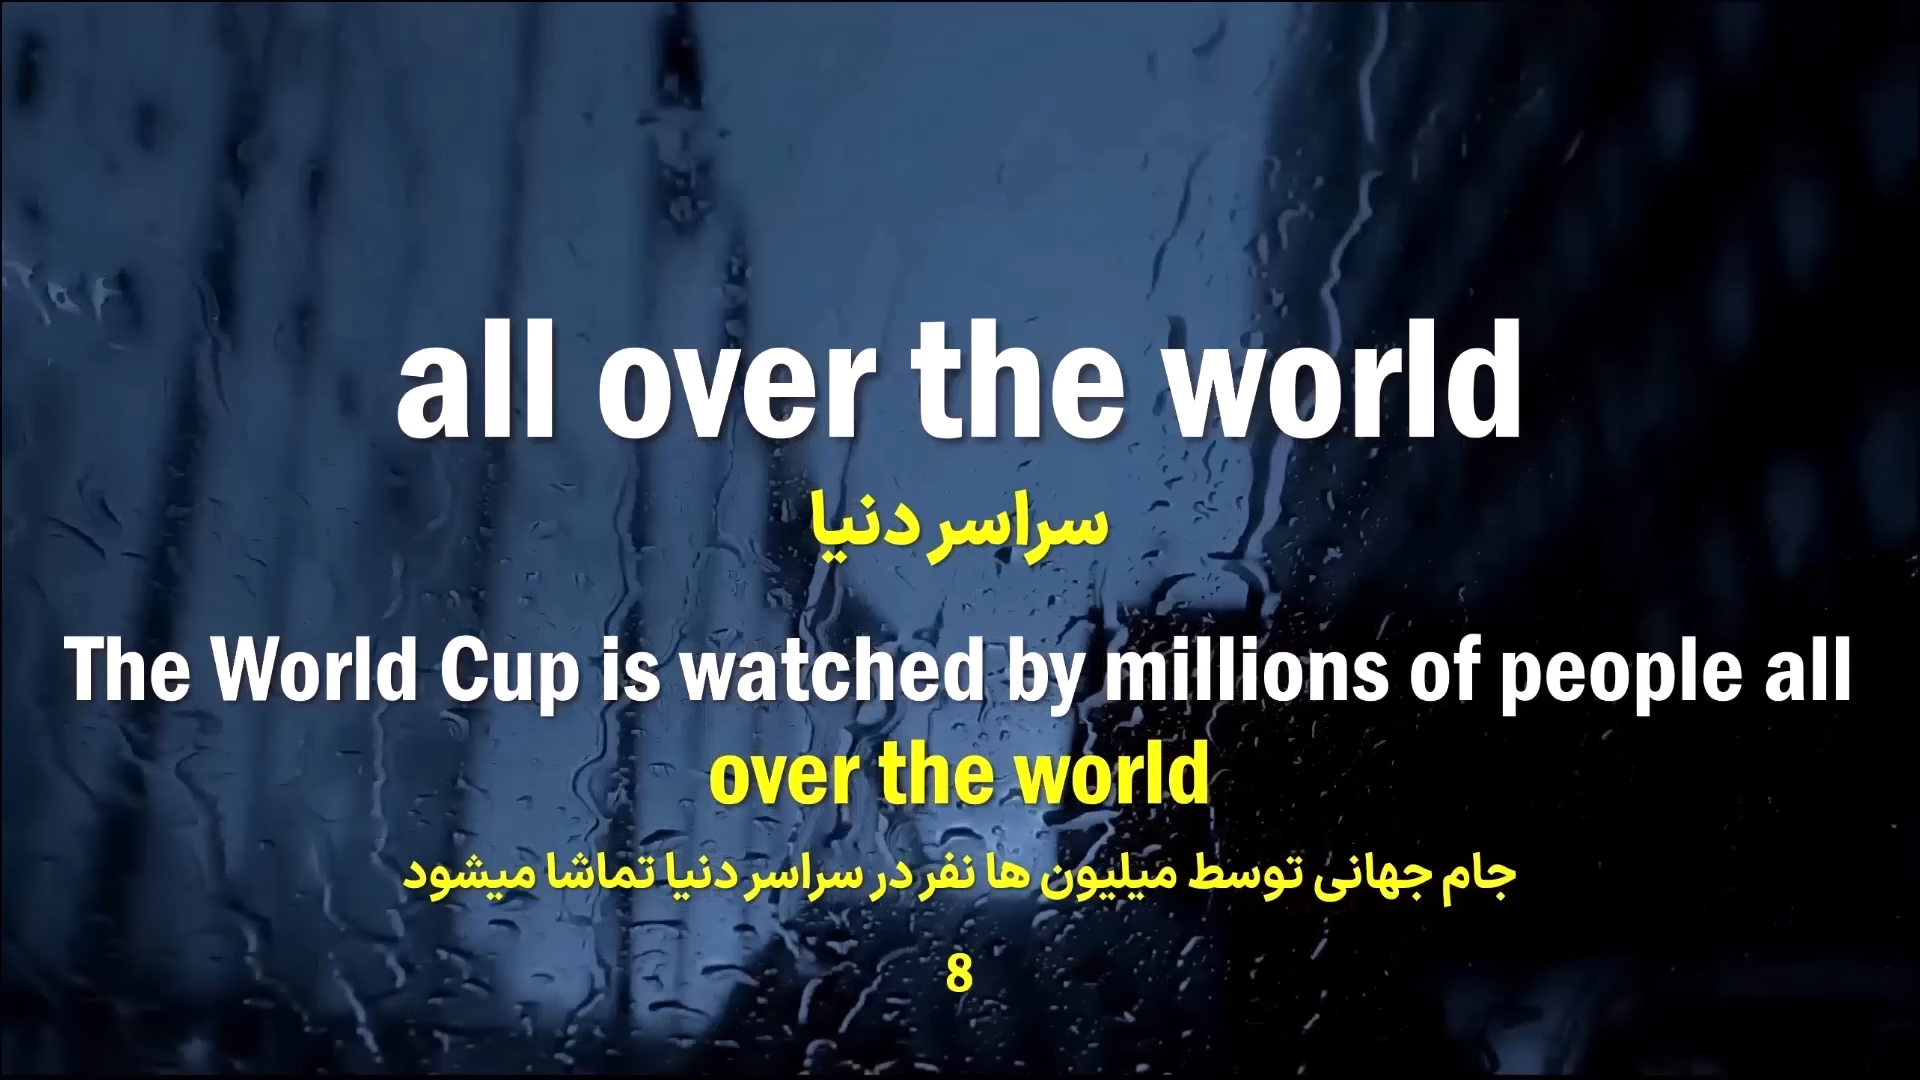 all over the world
سراسر دنیا
The World Cup is watched by millions of people all
over the world
جام جهانی توسط میلیون ها نفر در سراسر دنیا تماشا میشود
8